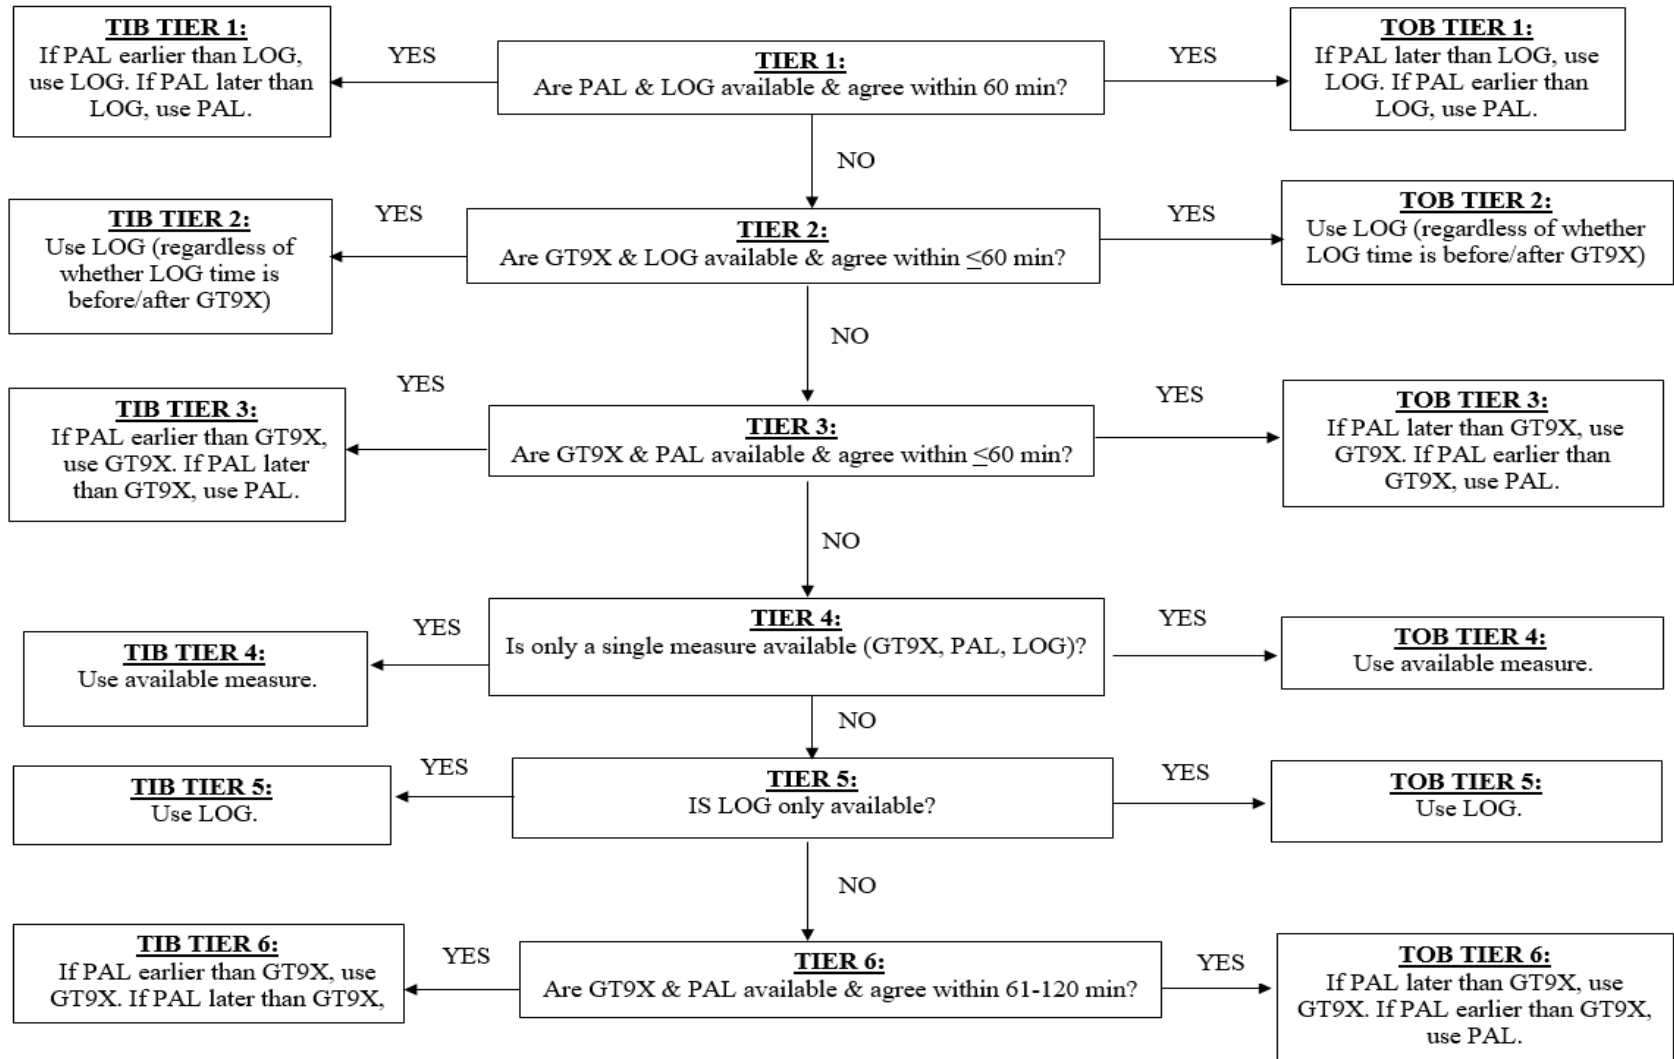 TIB TIER 1:
If PAL earlier than LOG,
use LOG. If PAL later than
LOG, use PAL.
YES
TIER 1:
Are PAL & LOG available & agree within 60 min?
YES
TOB TIER 1:
If PAL later than LOG, use
LOG. If PAL earlier than
LOG, use PAL.
NO
TIB TIER 2:
Use LOG (regardless of
whether LOG time is
before/after GT9X)
YES
TIER 2:
Are GT9X & LOG available & agree within ≤60 min?
YES
TOB TIER 2:
Use LOG (regardless of whether
LOG time is before/after GT9X)
NO
TIB TIER 3:
If PAL earlier than GT9X,
use GT9X. If PAL later
than GT9X, use PAL.
YES
TIER 3:
Are GT9X & PAL available & agree within ≤60 min?
YES
TOB TIER 3:
If PAL later than GT9X, use
GT9X. If PAL earlier than
GT9X, use PAL.
NO
TIB TIER 4:
Use available measure.
YES
TIER 4:
Is only a single measure available (GT9X, PAL, LOG)?
YES
TOB TIER 4:
Use available measure.
NO
TIB TIER 5:
Use LOG.
YES
TIER 5:
IS LOG only available?
YES
TOB TIER 5:
Use LOG.
NO
TIB TIER 6:
If PAL earlier than GT9X, use
GT9X. If PAL later than GT9X,
YES
TIER 6:
Are GT9X & PAL available & agree within 61-120 min?
YES
TOB TIER 6:
If PAL later than GT9X, use
GT9X. If PAL earlier than GT9X,
use PAL.